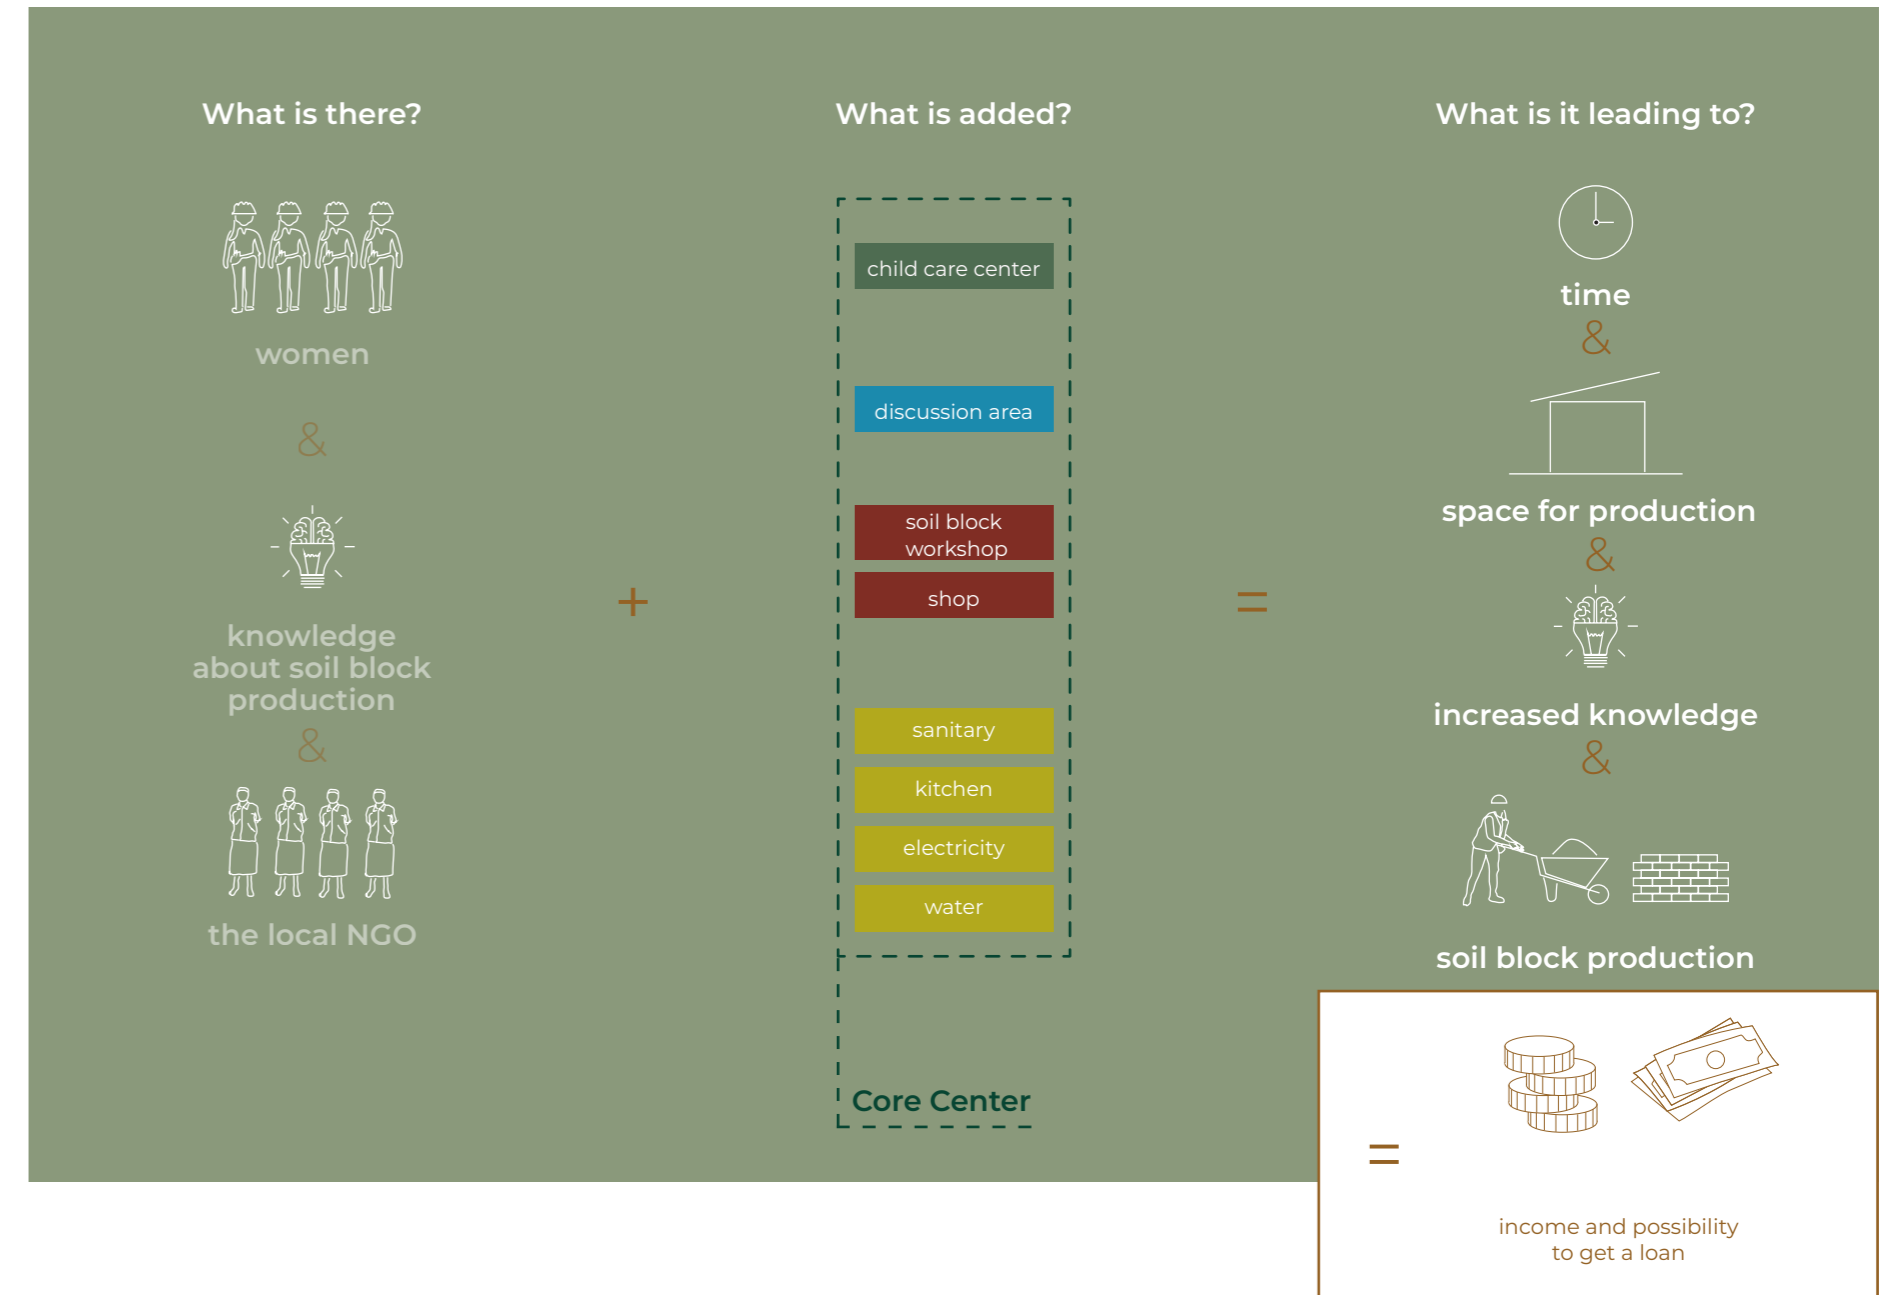 What is there?
women
&
knowledge
about soil block
production
&
the local NGO
+
What is added?
child care center
discussion area
soil block
workshop
shop
sanitary
kitchen
electricity
water
Core Center
=
What is it leading to?
time
&
space for production
&
increased knowledge
&
soil block production
=
income and possibility
to get a loan